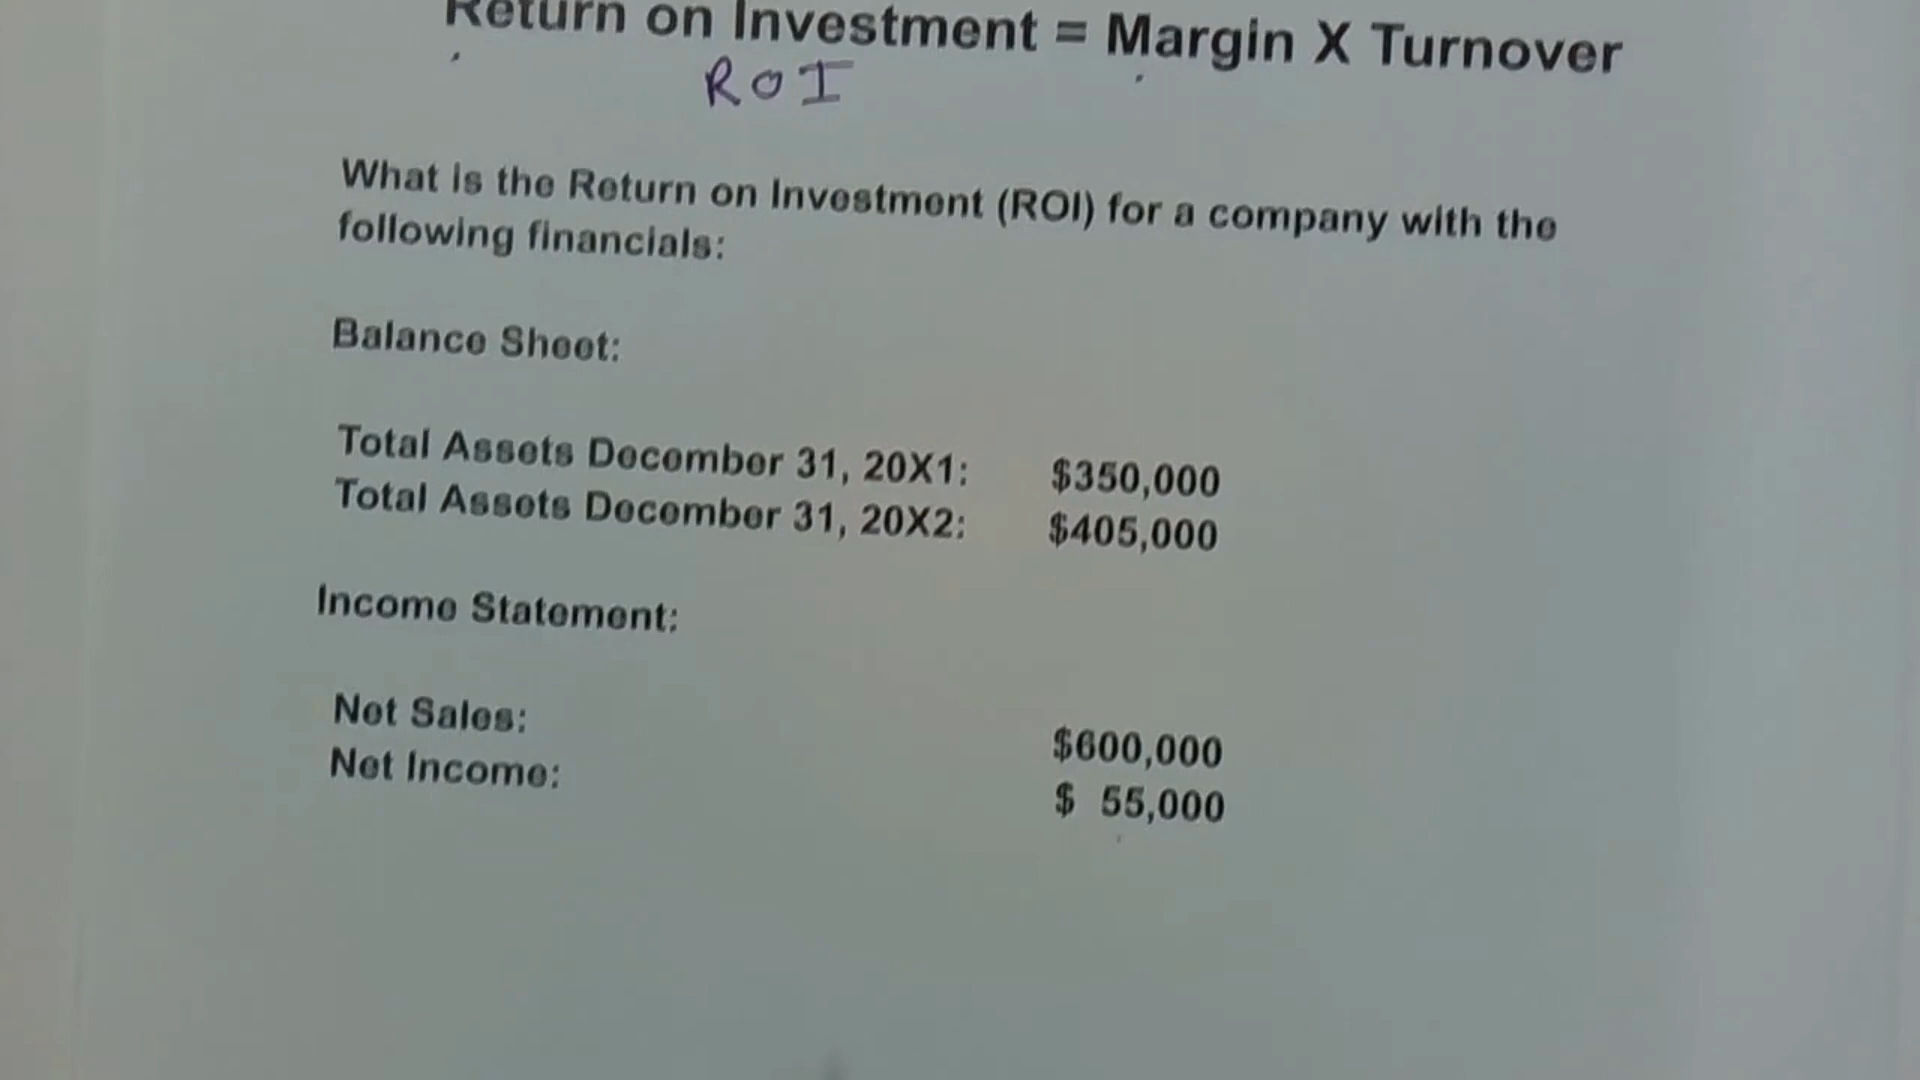 Return on Investment = Margin X Turnover
ROI
What is the Return on Investment (ROI) for a company with the
following financials:
Balance Sheet:
Total Assets December 31, 20X1: $350,000
Total Assets December 31, 20X2: $405,000
Income Statement:
Net Sales: $600,000
Net Income: $ 55,000